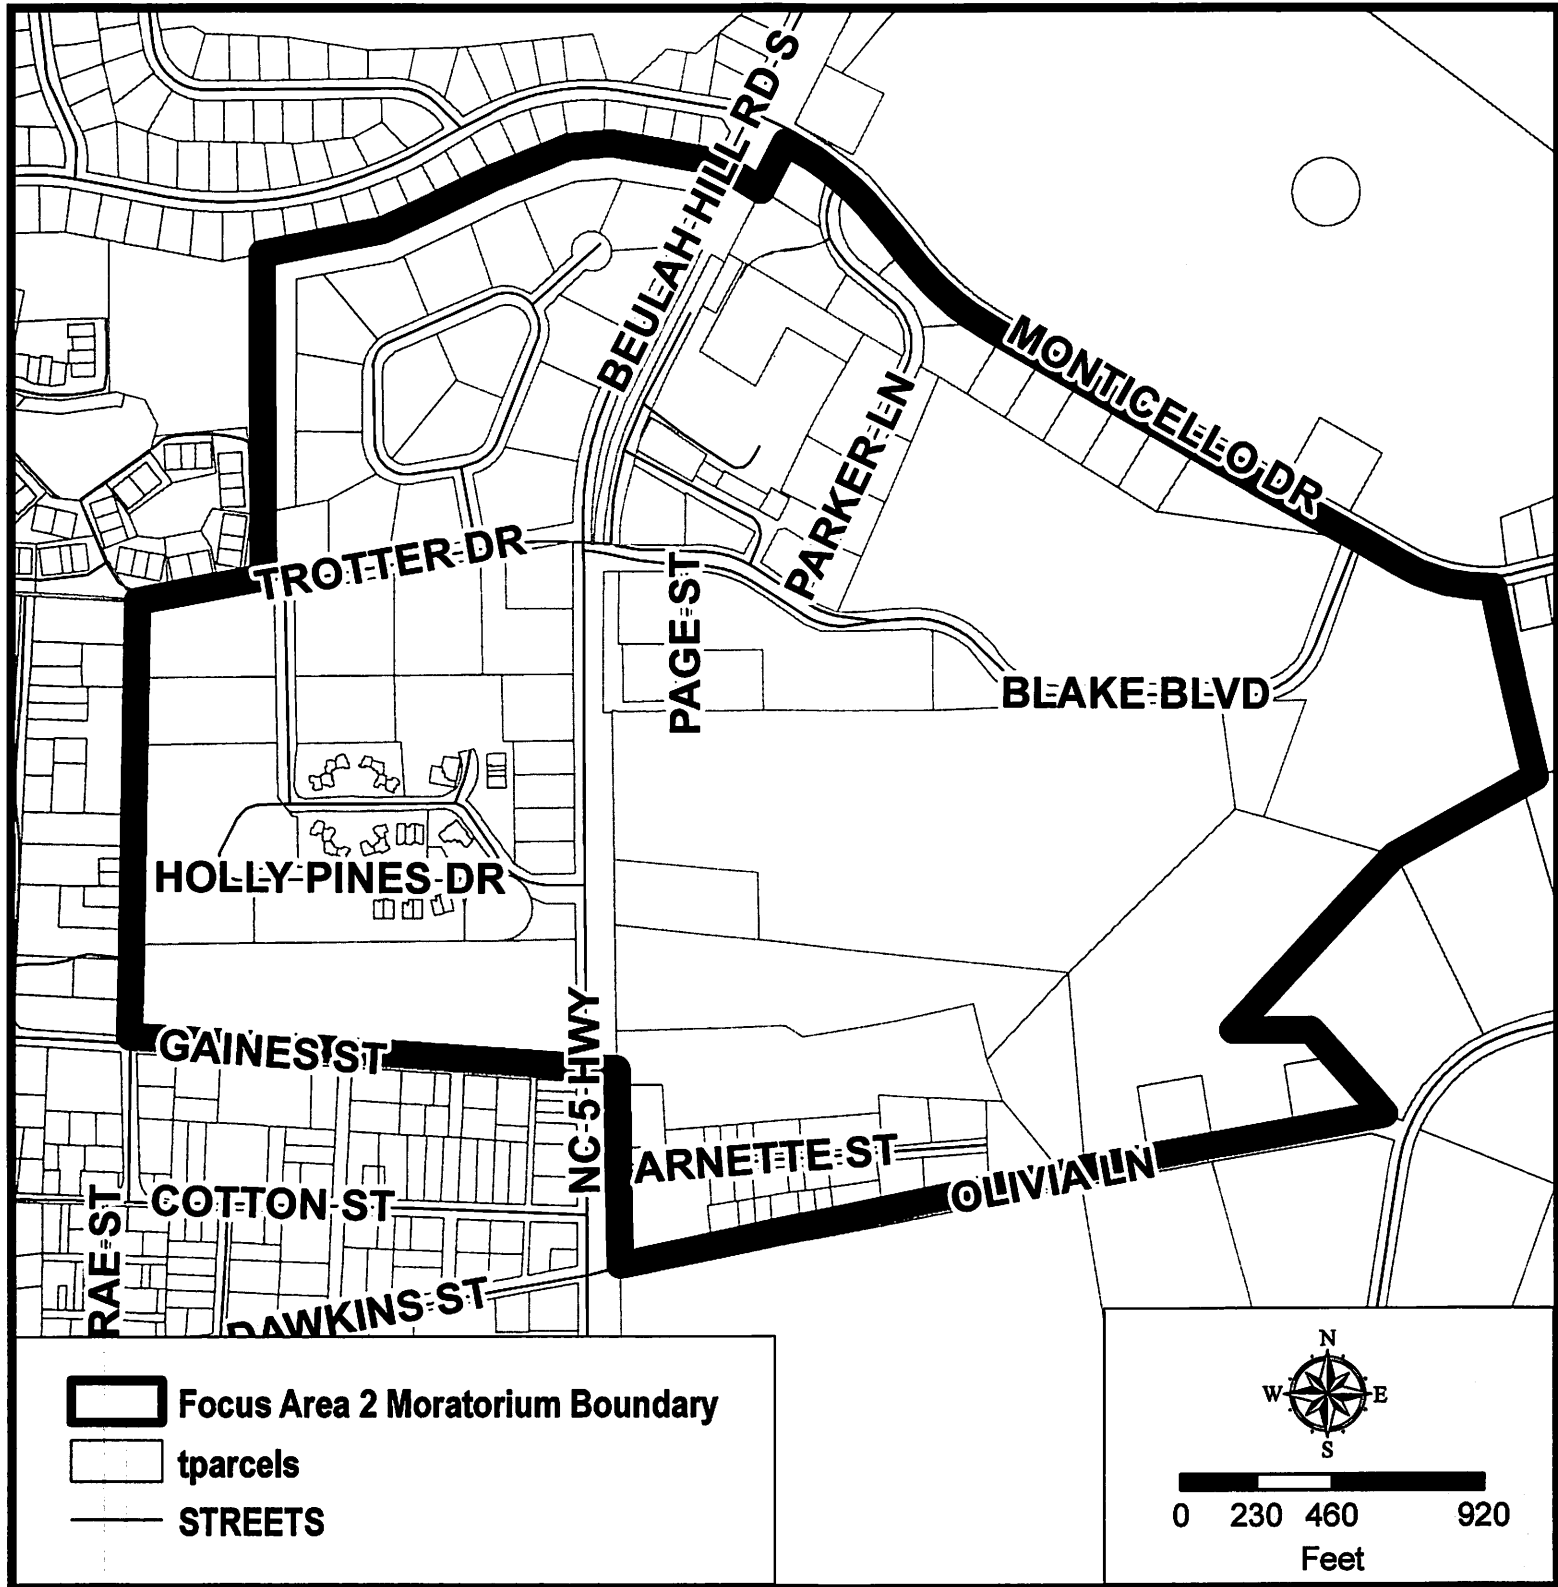 BEULAH HILL RD S
MONTICELLO DR
PARKER LN
TROTTER DR
PAGE ST
BLAKE BLVD
HOLLY PINES DR
GAINES ST
NC 5 HWY
ARNETTE ST
OLIVIA LN
COTTON ST
RAE ST
DAWKINS ST
Focus Area 2 Moratorium Boundary
tparcels
STREETS
N
W E
S
0 230 460 920
Feet